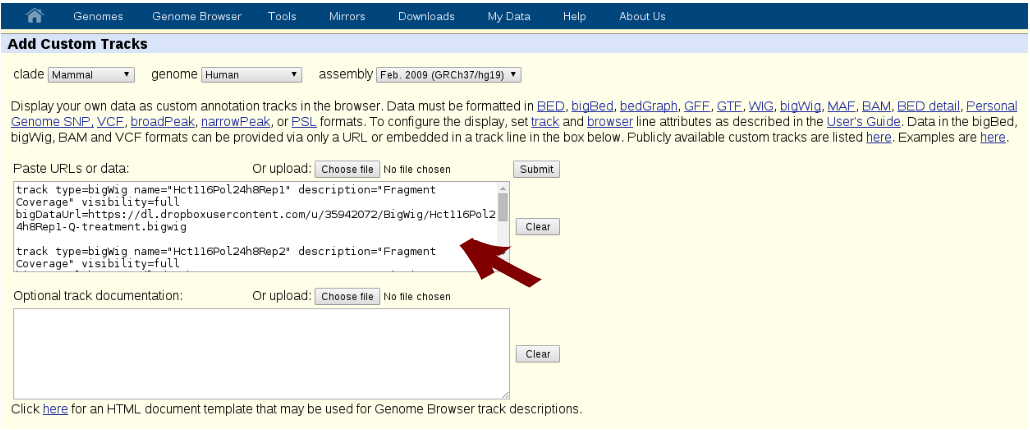 Genomes Genome Browser Tools Mirrors Downloads My Data Help About Us
Add Custom Tracks
clade Mammal genome Human assembly Feb. 2009 (GRCh37/hg19)
Display your own data as custom annotation tracks in the browser. Data must be formatted in BED, bigBed, bedGraph, GFF, GTF, WIG, bigWig, MAF, BAM, BED detail, Personal
Genome SNP, VCF, broadPeak, narrowPeak, or PSL formats. To configure the display, set track and browser line attributes as described in the User's Guide. Data in the bigBed,
bigWig, BAM and VCF formats can be provided via only a URL or embedded in a track line in the box below. Publicly available custom tracks are listed here. Examples are here.
Paste URLs or data: Or upload: Choose file No file chosen Submit
track type=bigWig name="Hct116Pol24h8Rep1" description="Fragment
Coverage" visibility=full
bigDataUrl=https://dl.dropboxusercontent.com/u/35942072/BigWig/Hct116Pol2
4h8Rep1-Q-treatment.bigwig
Clear
track type=bigWig name="Hct116Pol24h8Rep2" description="Fragment
Coverage" visibility=full
Optional track documentation: Or upload: Choose file No file chosen
Clear
Click here for an HTML document template that may be used for Genome Browser track descriptions.